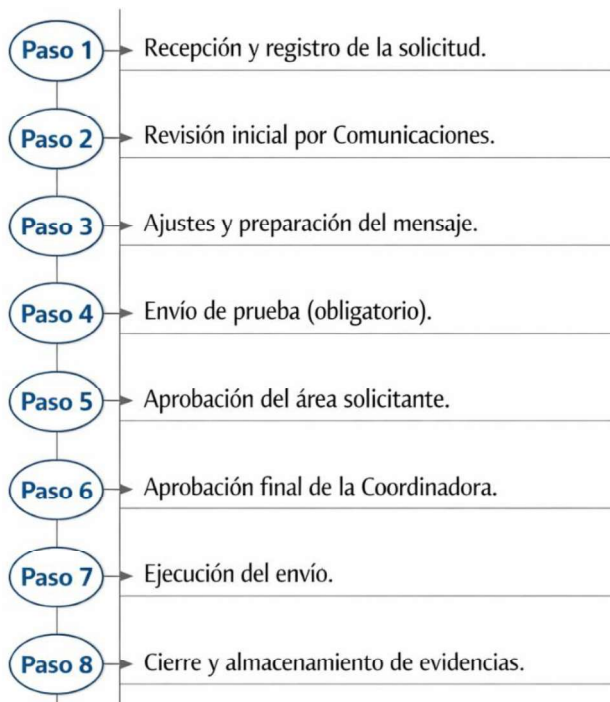 Paso 1 Recepción y registro de la solicitud.
Paso 2 Revisión inicial por Comunicaciones.
Paso 3 Ajustes y preparación del mensaje.
Paso 4 Envío de prueba (obligatorio).
Paso 5 Aprobación del área solicitante.
Paso 6 Aprobación final de la Coordinadora.
Paso 7 Ejecución del envío.
Paso 8 Cierre y almacenamiento de evidencias.